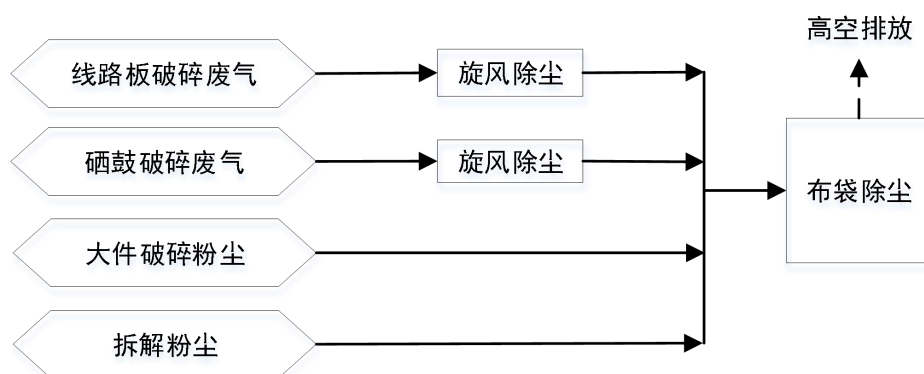 高空排放
线路板破碎废气
旋风除尘
硒鼓破碎废气
旋风除尘
布袋除尘
大件破碎粉尘
拆解粉尘